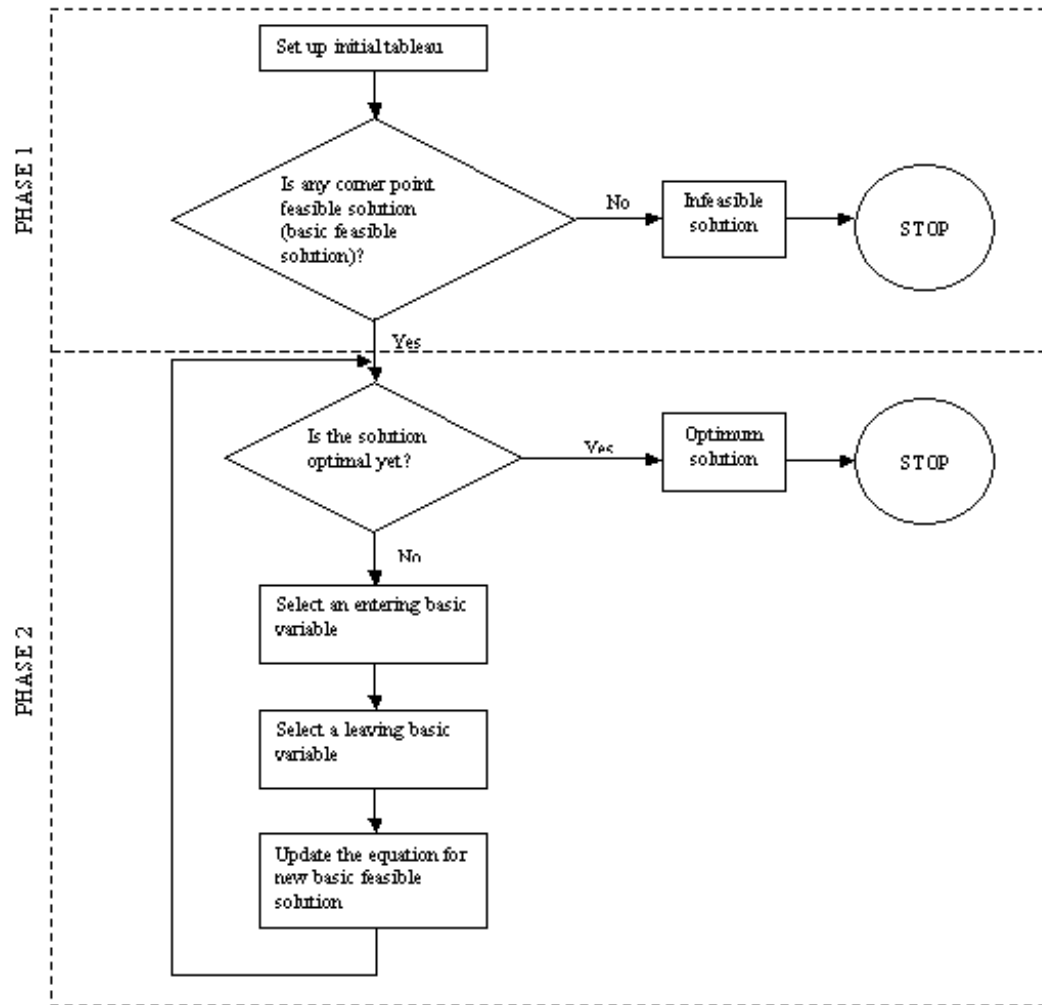 PHASE 1
Set up initial tableau
Is any corner point
feasible solution
(basic feasible
solution)?
No
Infeasible
solution
STOP
Yes
PHASE 2
Is the solution
optimal yet?
Yes
Optimum
solution
STOP
No
Select an entering basic
variable
Select a leaving basic
variable
Update the equation for
new basic feasible
solution